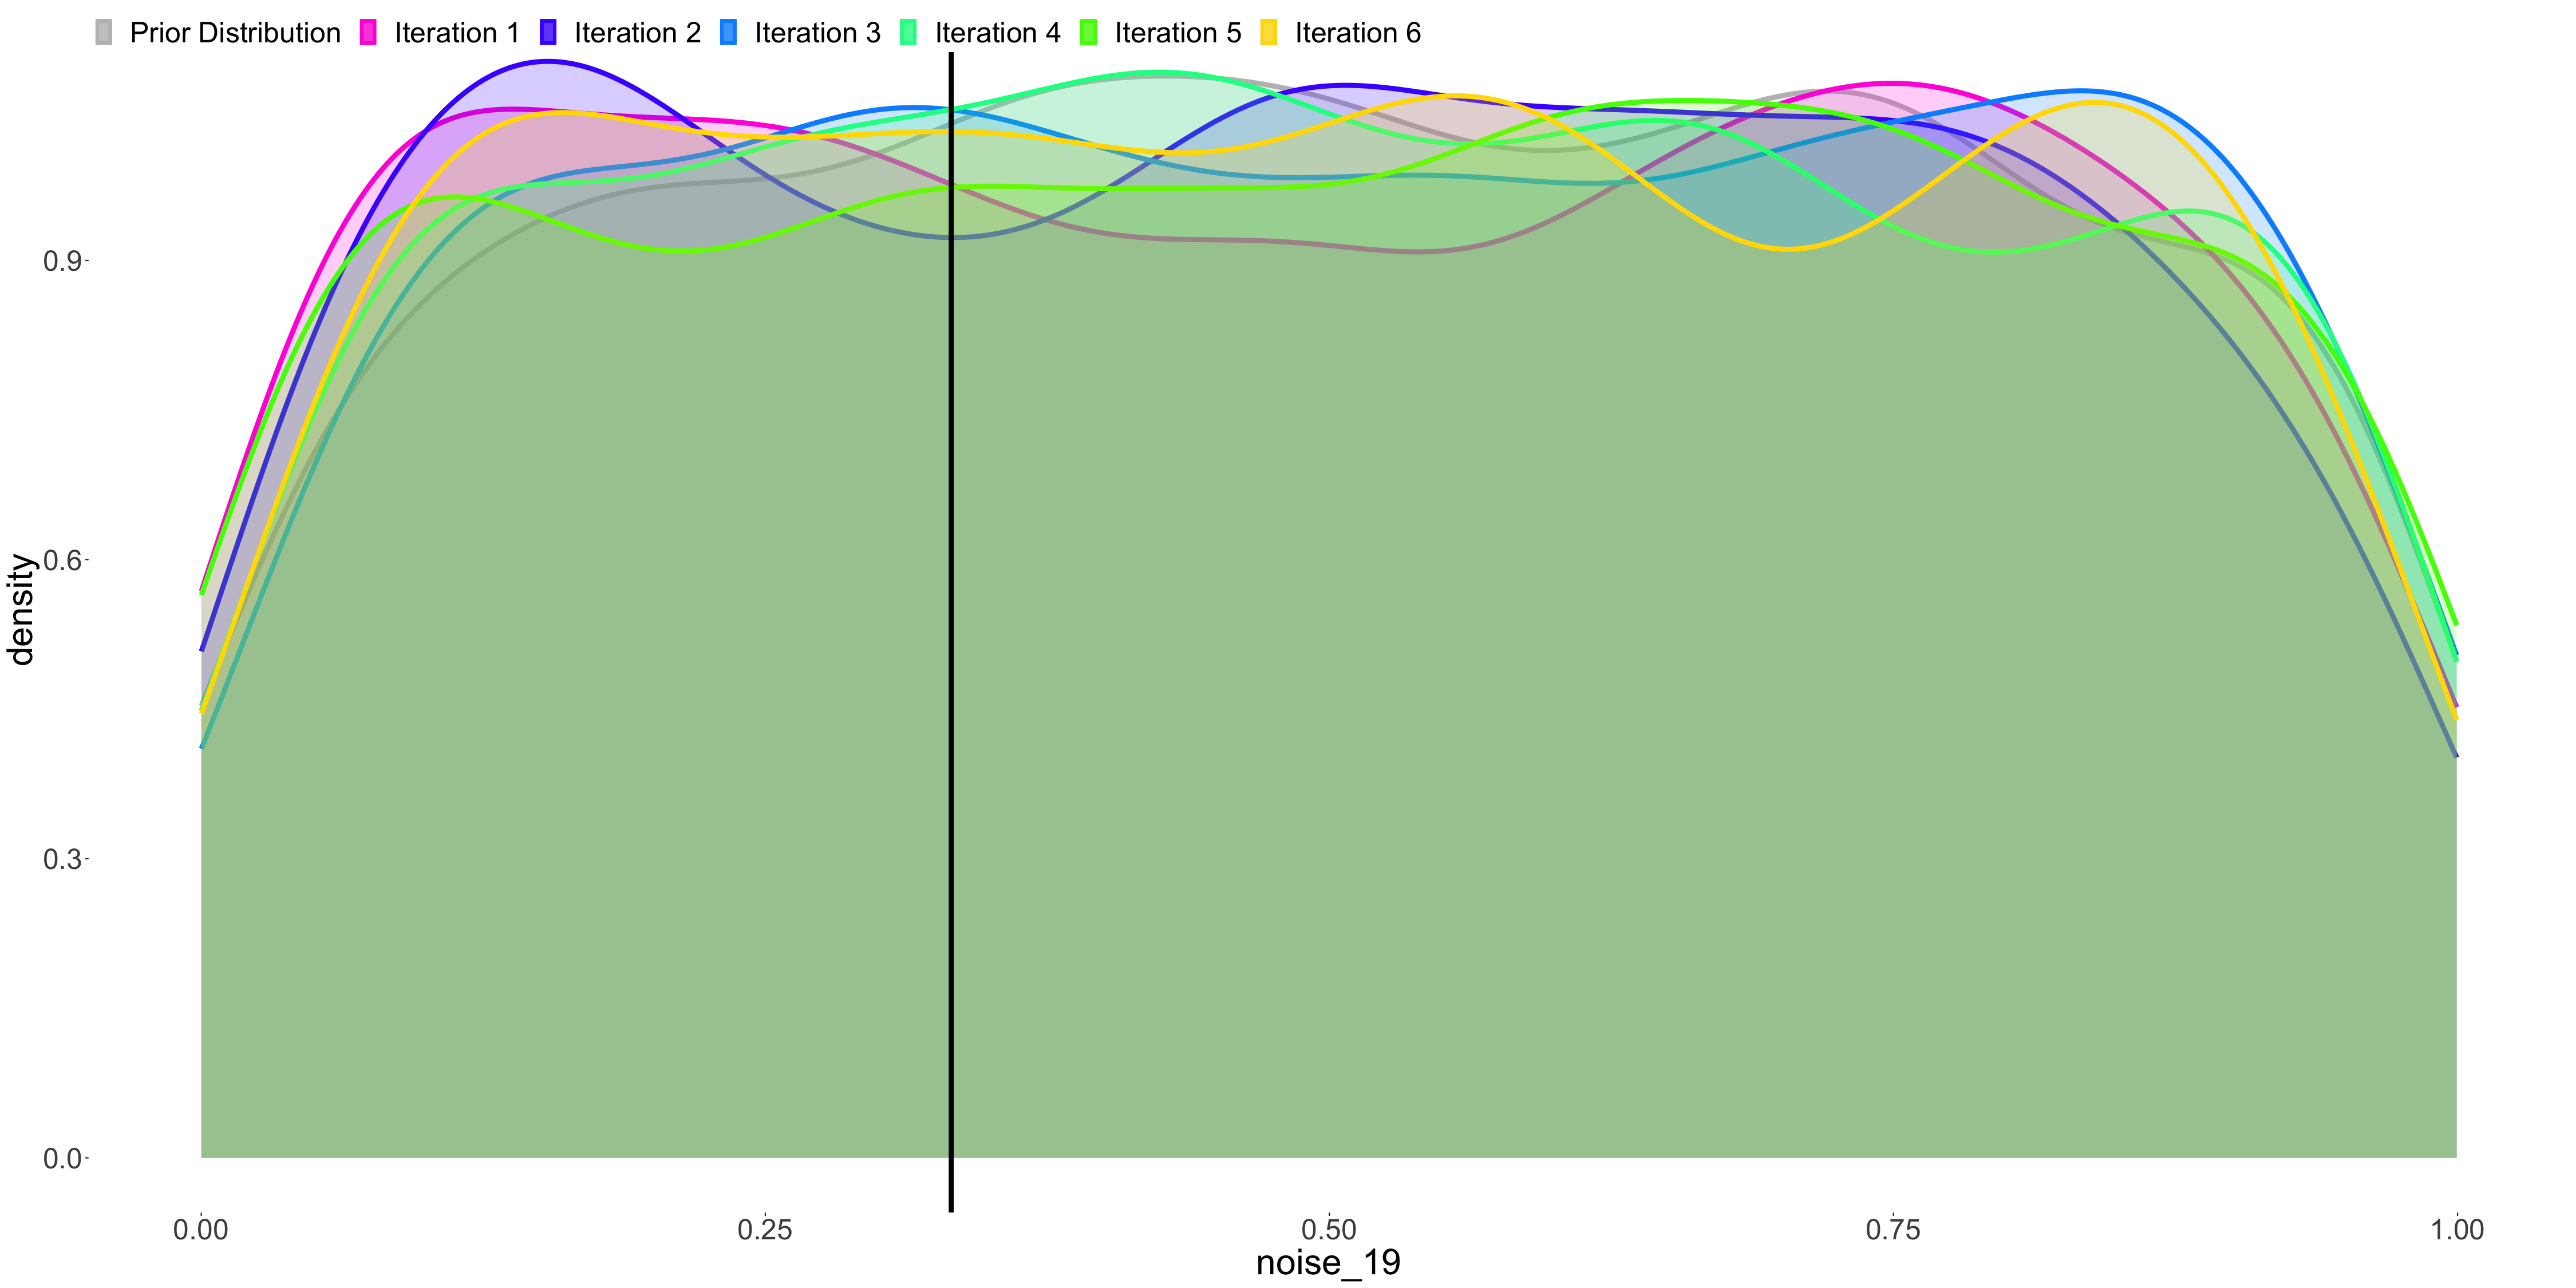 Prior Distribution Iteration 1 Iteration 2 Iteration 3 Iteration 4 Iteration 5 Iteration 6
density
0.9
0.6
0.3
0.0
0.00 0.25 0.50 0.75 1.00
noise_19